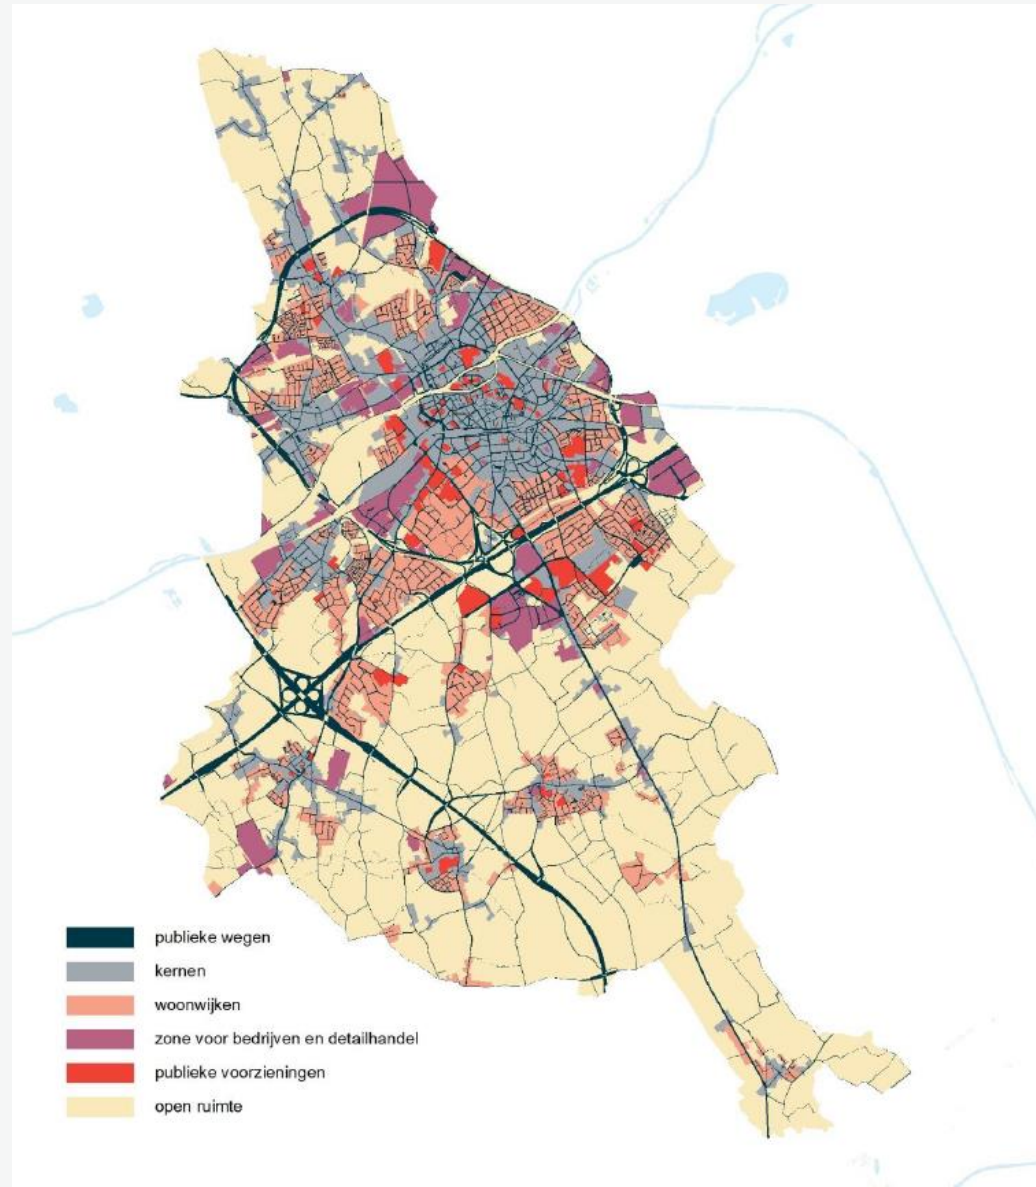 publieke wegen
kernen
woonwijken
zone voor bedrijven en detailhandel
publieke voorzieningen
open ruimte